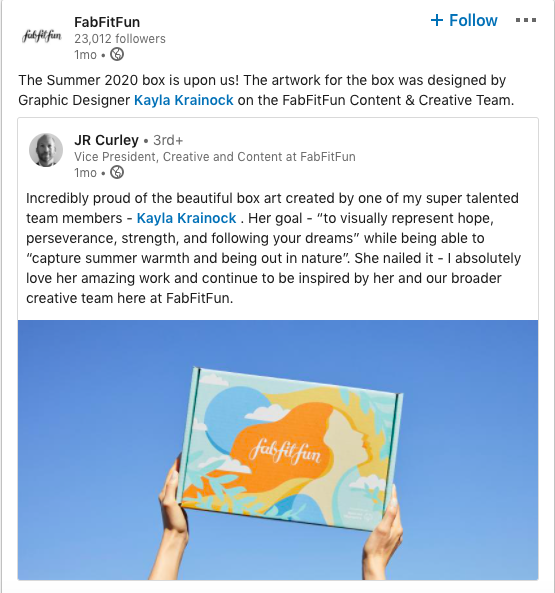 FabFitFun
fabfitfun
23,012 followers
1mo •
+ Follow
The Summer 2020 box is upon us! The artwork for the box was designed by
Graphic Designer Kayla Krainock on the FabFitFun Content & Creative Team.
JR Curley • 3rd+
Vice President, Creative and Content at FabFitFun
1mo •
Incredibly proud of the beautiful box art created by one of my super talented
team members - Kayla Krainock . Her goal - “to visually represent hope,
perseverance, strength, and following your dreams” while being able to
“capture summer warmth and being out in nature”. She nailed it - I absolutely
love her amazing work and continue to be inspired by her and our broader
creative team here at FabFitFun.
fabfitfun